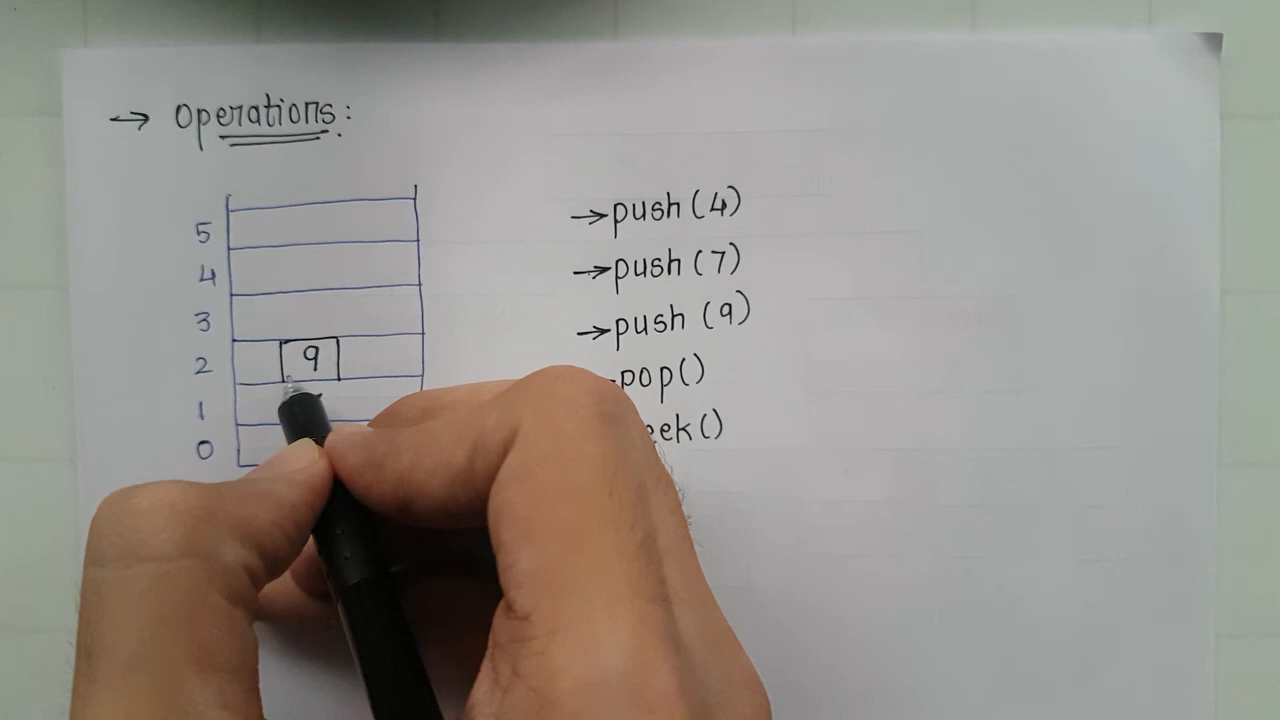 → Operations:
5
4
3
2 9
1
0
→ push(4)
→ push(7)
→ push(9)
pop()
eek()